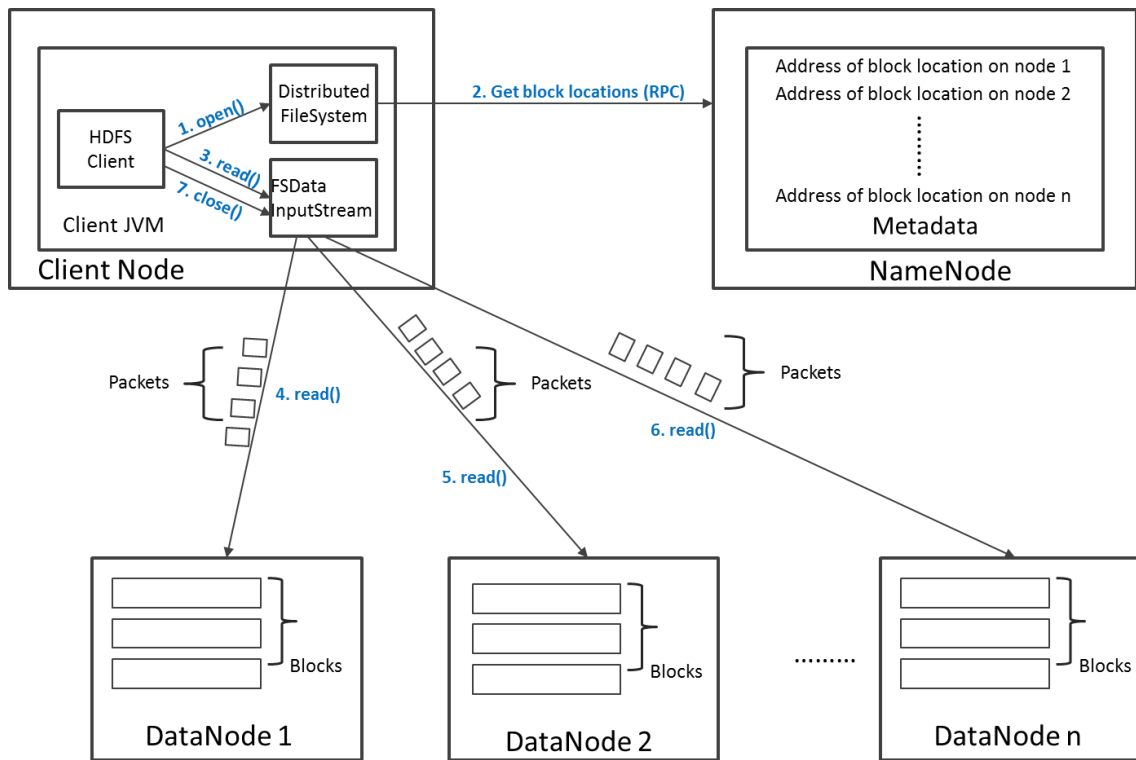 Distributed
FileSystem
HDFS
Client
1. open()
3. read()
7. close()
FSData
InputStream
Client JVM
Client Node
2. Get block locations (RPC)
Address of block location on node 1
Address of block location on node 2
Address of block location on node n
Metadata
NameNode
Packets
4. read()
Packets
5. read()
Packets
6. read()
Blocks
DataNode 1
Blocks
DataNode 2
.........
Blocks
DataNode n